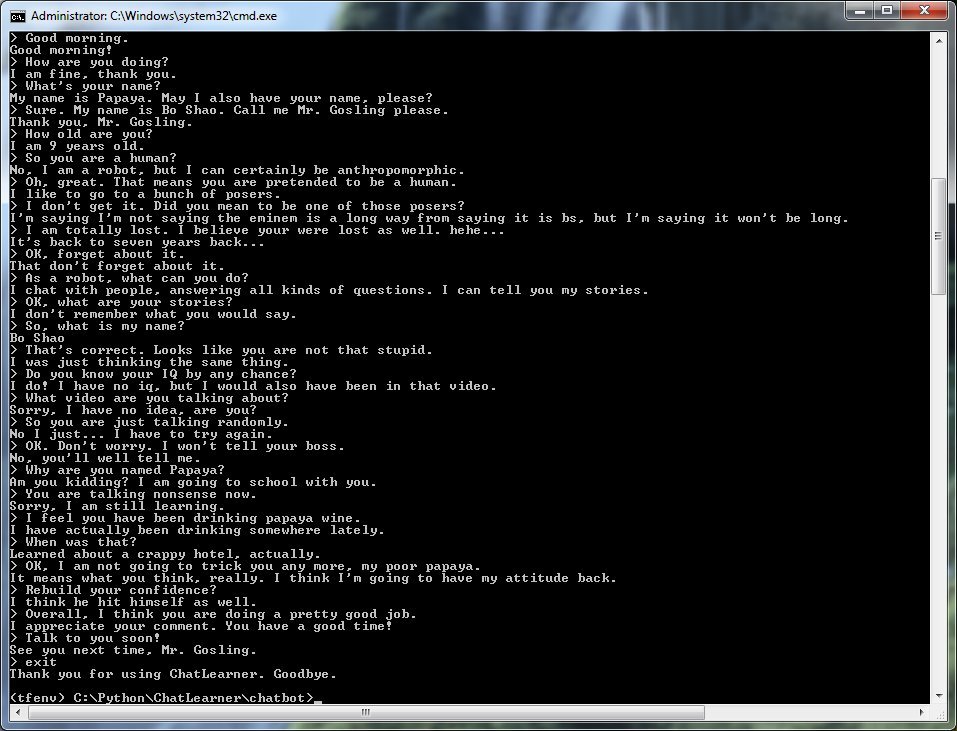 Administrator: C:\Windows\system32\cmd.exe
> Good morning.
Good morning!
> How are you doing?
I am fine, thank you.
> What's your name?
My name is Papaya. May I also have your name, please?
> Sure. My name is Bo Shao. Call me Mr. Gosling please.
Thank you, Mr. Gosling.
> How old are you?
I am 9 years old.
> So you are a human?
No, I am a robot, but I can certainly be anthropomorphic.
> Oh, great. That means you are pretended to be a human.
I like to go to a bunch of posers.
> I don't get it. Did you mean to be one of those posers?
I'm saying I'm not saying the eminem is a long way from saying it is bs, but I'm saying it won't be long.
> I am totally lost. I believe your were lost as well. hehe...
It's back to seven years back...
> OK, forget about it.
That don't forget about it.
> As a robot, what can you do?
I chat with people, answering all kinds of questions. I can tell you my stories.
> OK, what are your stories?
I don't remember what you would say.
> So, what is my name?
Bo Shao
> That's correct. Looks like you are not that stupid.
I was just thinking the same thing.
> Do you know your IQ by any chance?
I do! I have no iq, but I would also have been in that video.
> What video are you talking about?
Sorry, I have no idea, are you?
> So you are just talking randomly.
No I just... I have to try again.
> OK. Don't worry. I won't tell your boss.
No, you'll well tell me.
> Why are you named Papaya?
Am you kidding? I am going to school with you.
> You are talking nonsense now.
Sorry, I am still learning.
> I feel you have been drinking papaya wine.
I have actually been drinking somewhere lately.
> When was that?
Learned about a crappy hotel, actually.
> OK, I am not going to trick you any more, my poor papaya.
It means what you think, really. I think I'm going to have my attitude back.
> Rebuild your confidence?
I think he hit himself as well.
> Overall, I think you are doing a pretty good job.
I appreciate your comment. You have a good time!
> Talk to you soon!
See you next time, Mr. Gosling.
> exit
Thank you for using ChatLearner. Goodbye.
(tfenv) C:\Python\ChatLearner\chatbot>_